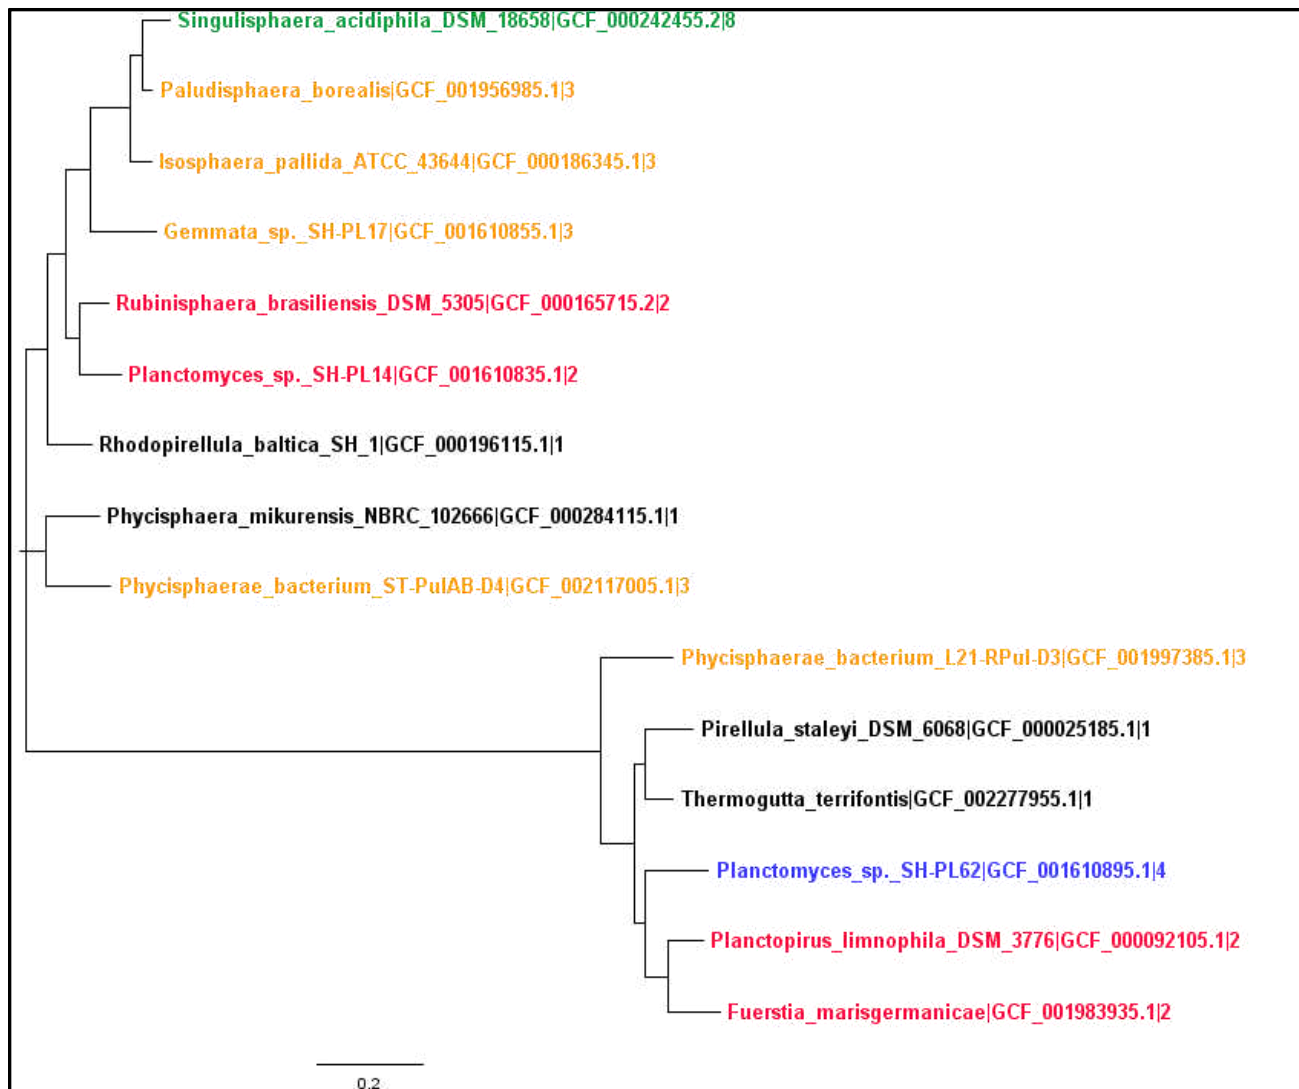 Singulisphaera_acidiphila_DSM_18658|GCF_000242455.2|8
Paludisphaera_borealis|GCF_001956985.1|3
Isosphaera_pallida_ATCC_43644|GCF_000186345.1|3
Gemmata_sp._SH-PL17|GCF_001610855.1|3
Rubinisphaera_brasiliensis_DSM_5305|GCF_000165715.2|2
Planctomyces_sp._SH-PL14|GCF_001610835.1|2
Rhodopirellula_baltica_SH_1|GCF_000196115.1|1
Phycisphaera_mikurensis_NBRC_102666|GCF_000284115.1|1
Phycisphaerae_bacterium_ST-PulAB-D4|GCF_002117005.1|3
Phycisphaerae_bacterium_L21-RPul-D3|GCF_001997385.1|3
Pirellula_staleyi_DSM_6068|GCF_000025185.1|1
Thermogutta_terrifontis|GCF_002277955.1|1
Planctomyces_sp._SH-PL62|GCF_001610895.1|4
Planctopirus_limnophila_DSM_3776|GCF_000092105.1|2
Fuerstia_marisgermanicae|GCF_001983935.1|2
0.2